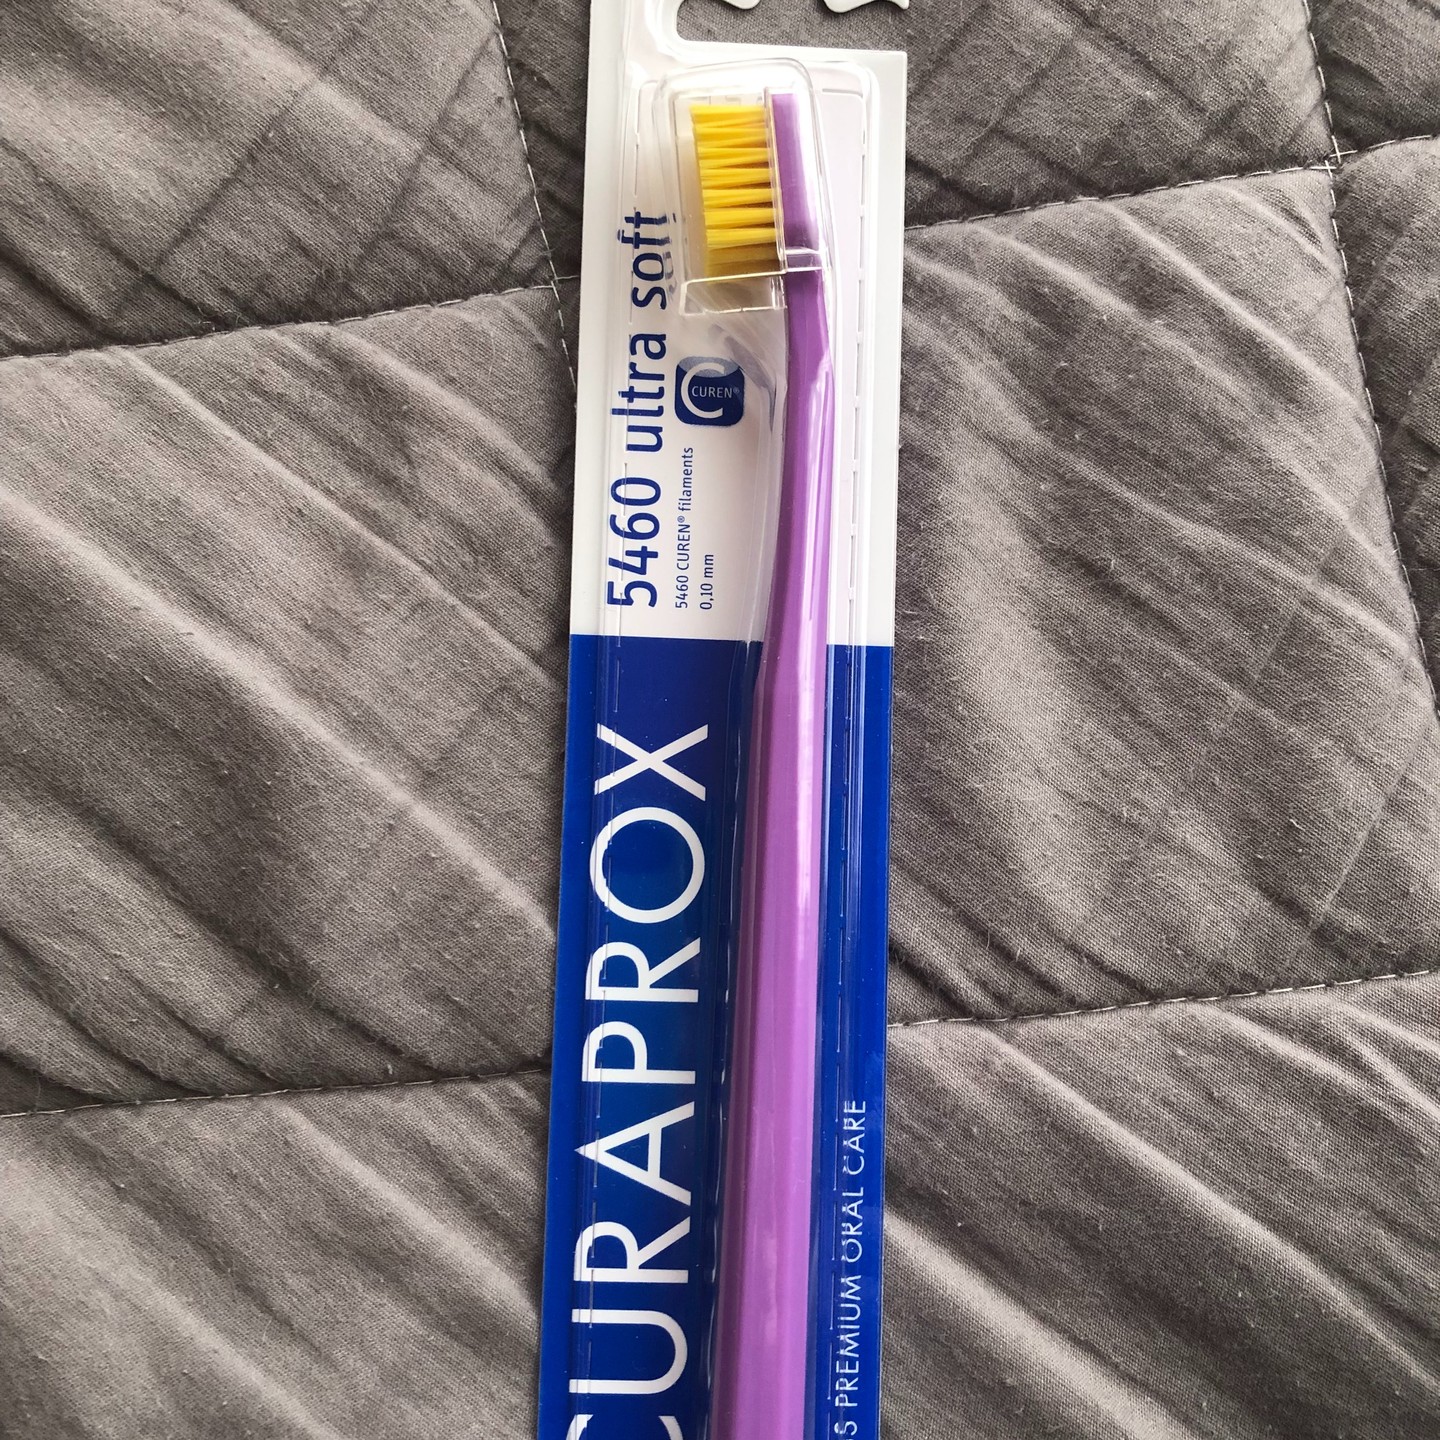 5460 ultra soft
5460 CUREN® filaments
0,10 mm
CUREN®
CURAPROX
PREMIUM ORAL CARE